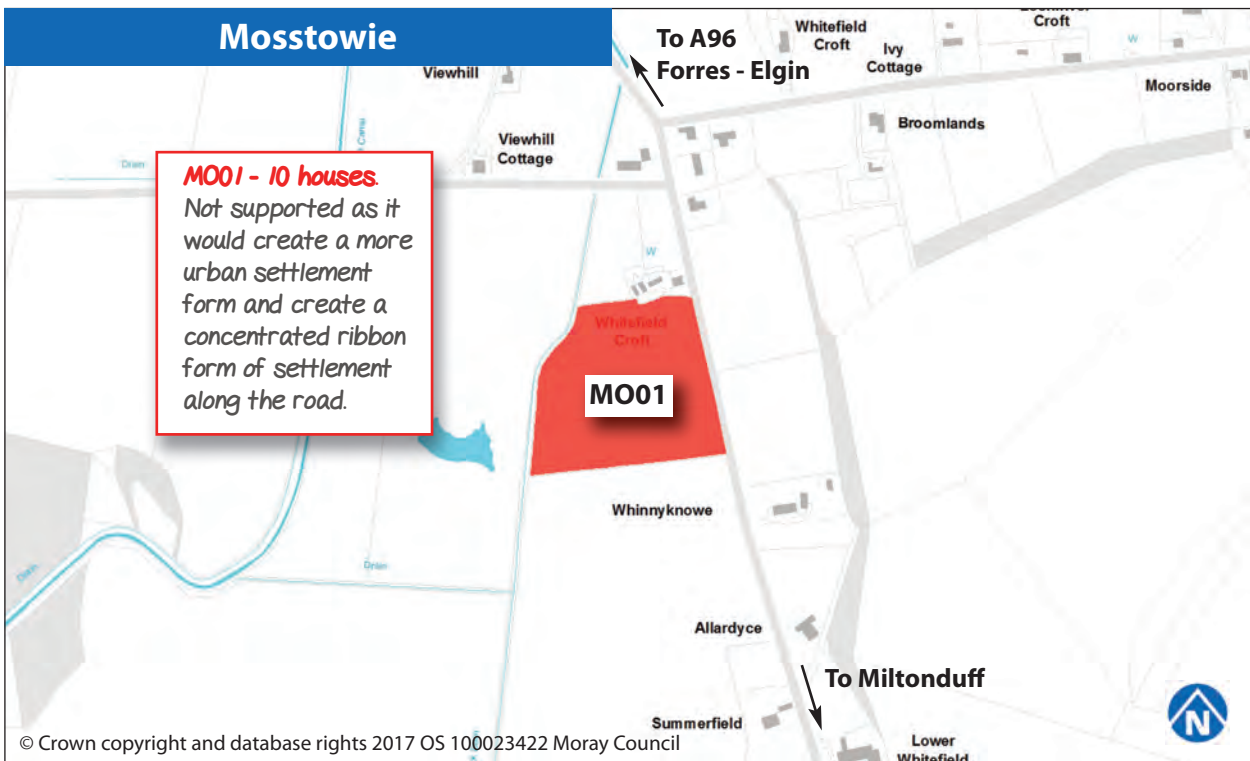 Mosstowie
To A96
Forres - Elgin
Whitefield
Croft
Ivy
Cottage
Croft
W
Moorside
Viewhill
Broomlands
Viewhill
Cottage
Canal
Drain
MO01 - 10 houses.
Not supported as it
would create a more
urban settlement
form and create a
concentrated ribbon
form of settlement
along the road.
W
Whitefield
Croft
MO01
Whinnyknowe
Drain
Drain
Allardyce
To Miltonduff
Summerfield
Lower
Whitefield
N
© Crown copyright and database rights 2017 OS 100023422 Moray Council